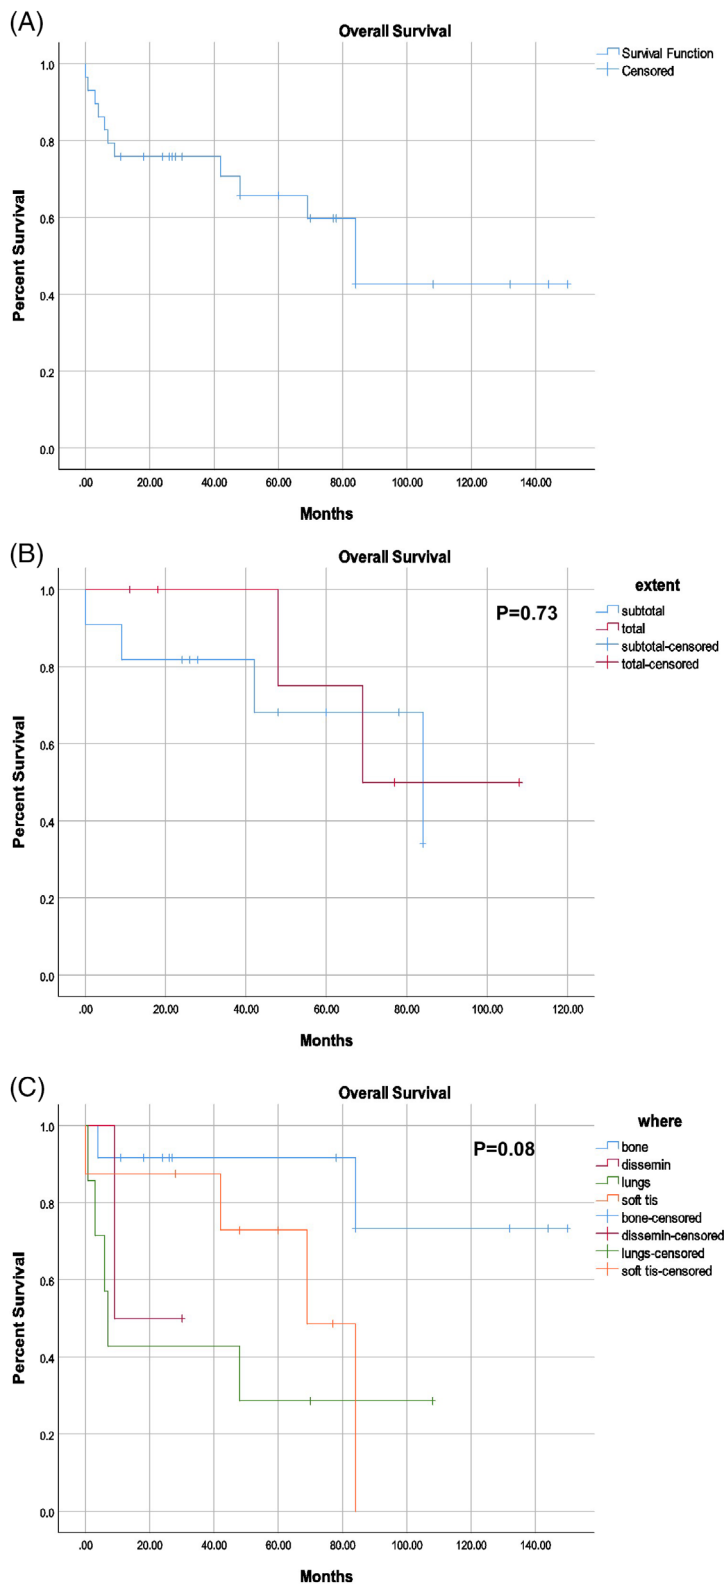 (A)
Overall Survival
Survival Function
Censored
1.0
0.8
0.6
0.4
0.2
0.0
Percent Survival
.00 20.00 40.00 60.00 80.00 100.00 120.00 140.00
Months
(B)
Overall Survival
P=0.73
extent
subtotal
total
subtotal-censored
total-censored
1.0
0.8
0.6
0.4
0.2
0.0
Percent Survival
.00 20.00 40.00 60.00 80.00 100.00 120.00
Months
(C)
Overall Survival
P=0.08
where
bone
dissemin
lungs
soft tis
bone-censored
dissemin-censored
lungs-censored
soft tis-censored
1.0
0.8
0.6
0.4
0.2
0.0
Percent Survival
.00 20.00 40.00 60.00 80.00 100.00 120.00 140.00
Months